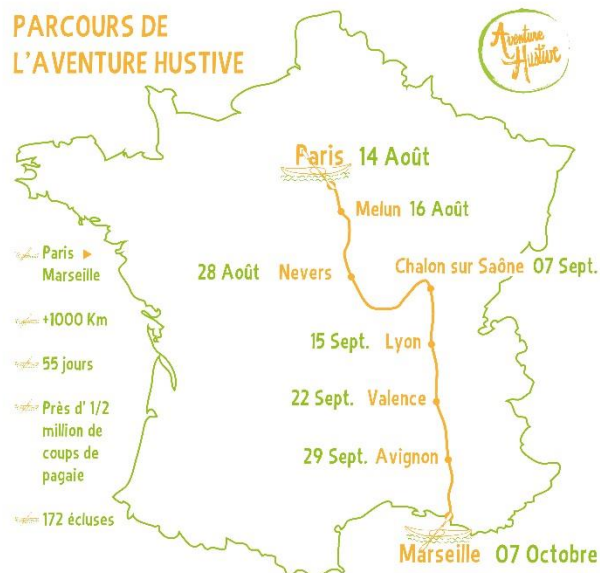 PARCOURS DE
L'AVENTURE HUSTIVE
Aventure
Hustive
Paris 14 Août
Melun 16 Août
28 Août Nevers
Chalon sur Saône 07 Sept.
15 Sept. Lyon
22 Sept. Valence
29 Sept. Avignon
Marseille 07 Octobre
Paris ►
Marseille
+1000 Km
55 jours
Près d' 1/2
million de
coups de
pagaie
172 écluses